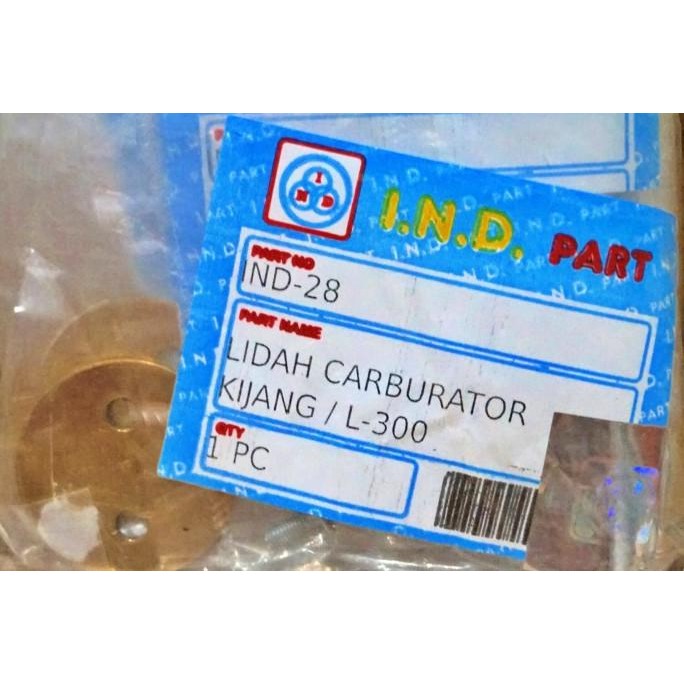 I
N D
I.N.D. PART
PART NO
IND-28
PART NAME
LIDAH CARBURATOR
KIJANG / L-300
QTY
1 PC